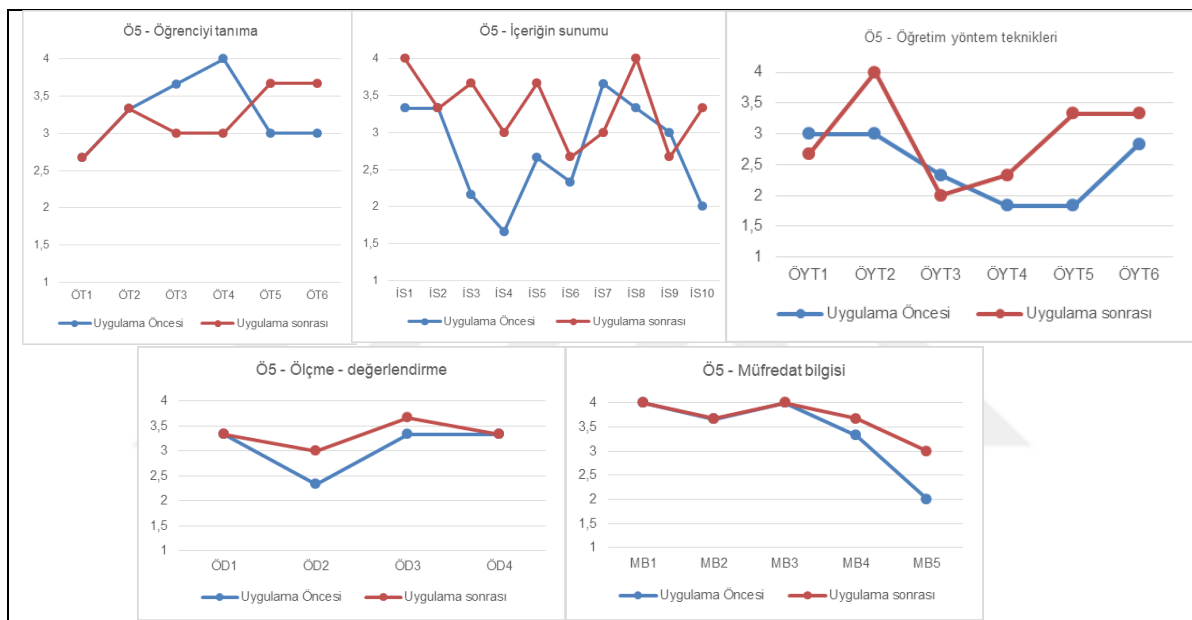 Ö5 - Öğrenciyi tanıma
4
3,5
3
2,5
2
1,5
1
ÖT1 ÖT2 ÖT3 ÖT4 ÖT5 ÖT6
Uygulama Öncesi Uygulama sonrası
Ö5 - İçeriğin sunumu
4
3,5
3
2,5
2
1,5
1
İS1 İS2 İS3 İS4 İS5 İS6 İS7 İS8 İS9 İS10
Uygulama Öncesi Uygulama sonrası
Ö5 - Öğretim yöntem teknikleri
4
3,5
3
2,5
2
1,5
1
ÖYT1 ÖYT2 ÖYT3 ÖYT4 ÖYT5 ÖYT6
Uygulama Öncesi Uygulama sonrası
Ö5 - Ölçme - değerlendirme
4
3,5
3
2,5
2
1,5
1
ÖD1 ÖD2 ÖD3 ÖD4
Uygulama Öncesi Uygulama sonrası
Ö5 - Müfredat bilgisi
4
3,5
3
2,5
2
1,5
1
MB1 MB2 MB3 MB4 MB5
Uygulama Öncesi Uygulama sonrası